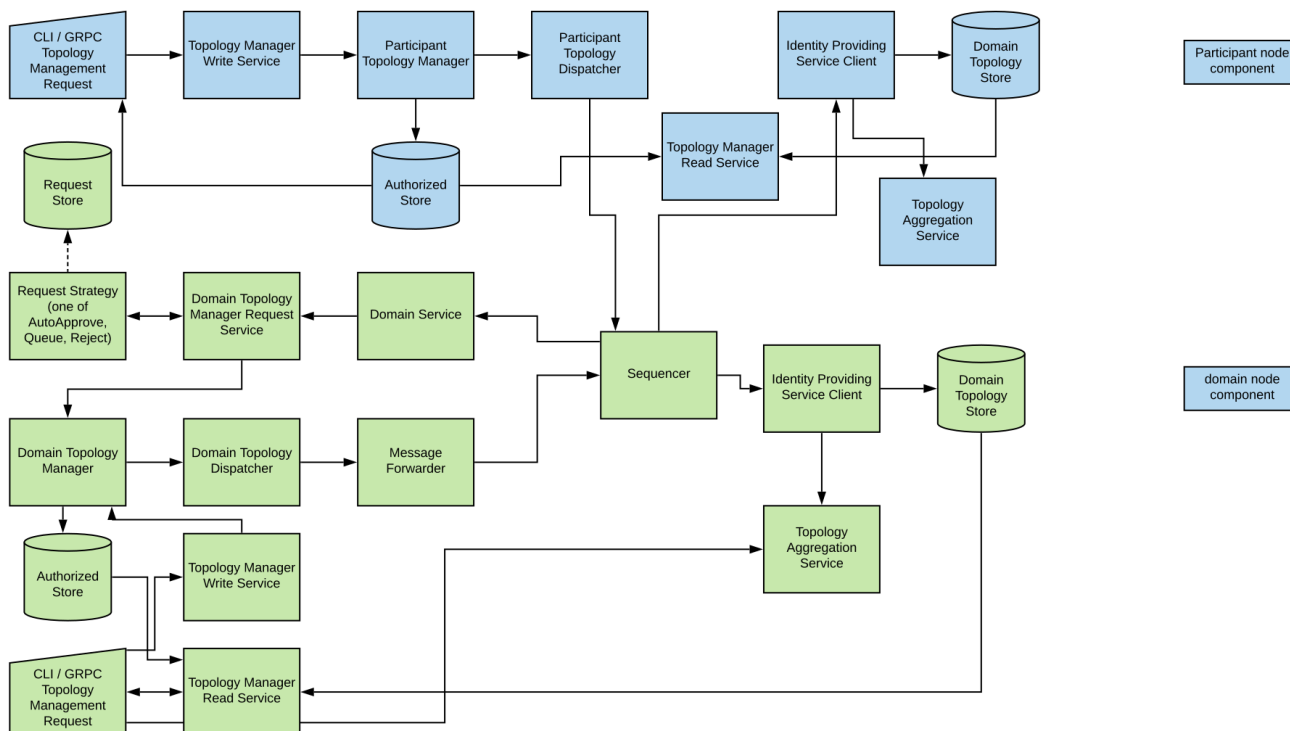 CLI / GRPC
Topology
Management
Request
Topology Manager
Write Service
Participant
Topology Manager
Participant
Topology
Dispatcher
Identity Providing
Service Client
Domain
Topology
Store
Participant node
component
Request
Store
Authorized
Store
Topology Manager
Read Service
Topology
Aggregation
Service
Request Strategy
(one of
AutoApprove,
Queue, Reject)
Domain Topology
Manager Request
Service
Domain Service
Sequencer
Identity Providing
Service Client
Domain
Topology
Store
domain node
component
Domain Topology
Manager
Domain Topology
Dispatcher
Message
Forwarder
Authorized
Store
Topology Manager
Write Service
Topology
Aggregation
Service
CLI / GRPC
Topology
Management
Request
Topology Manager
Read Service